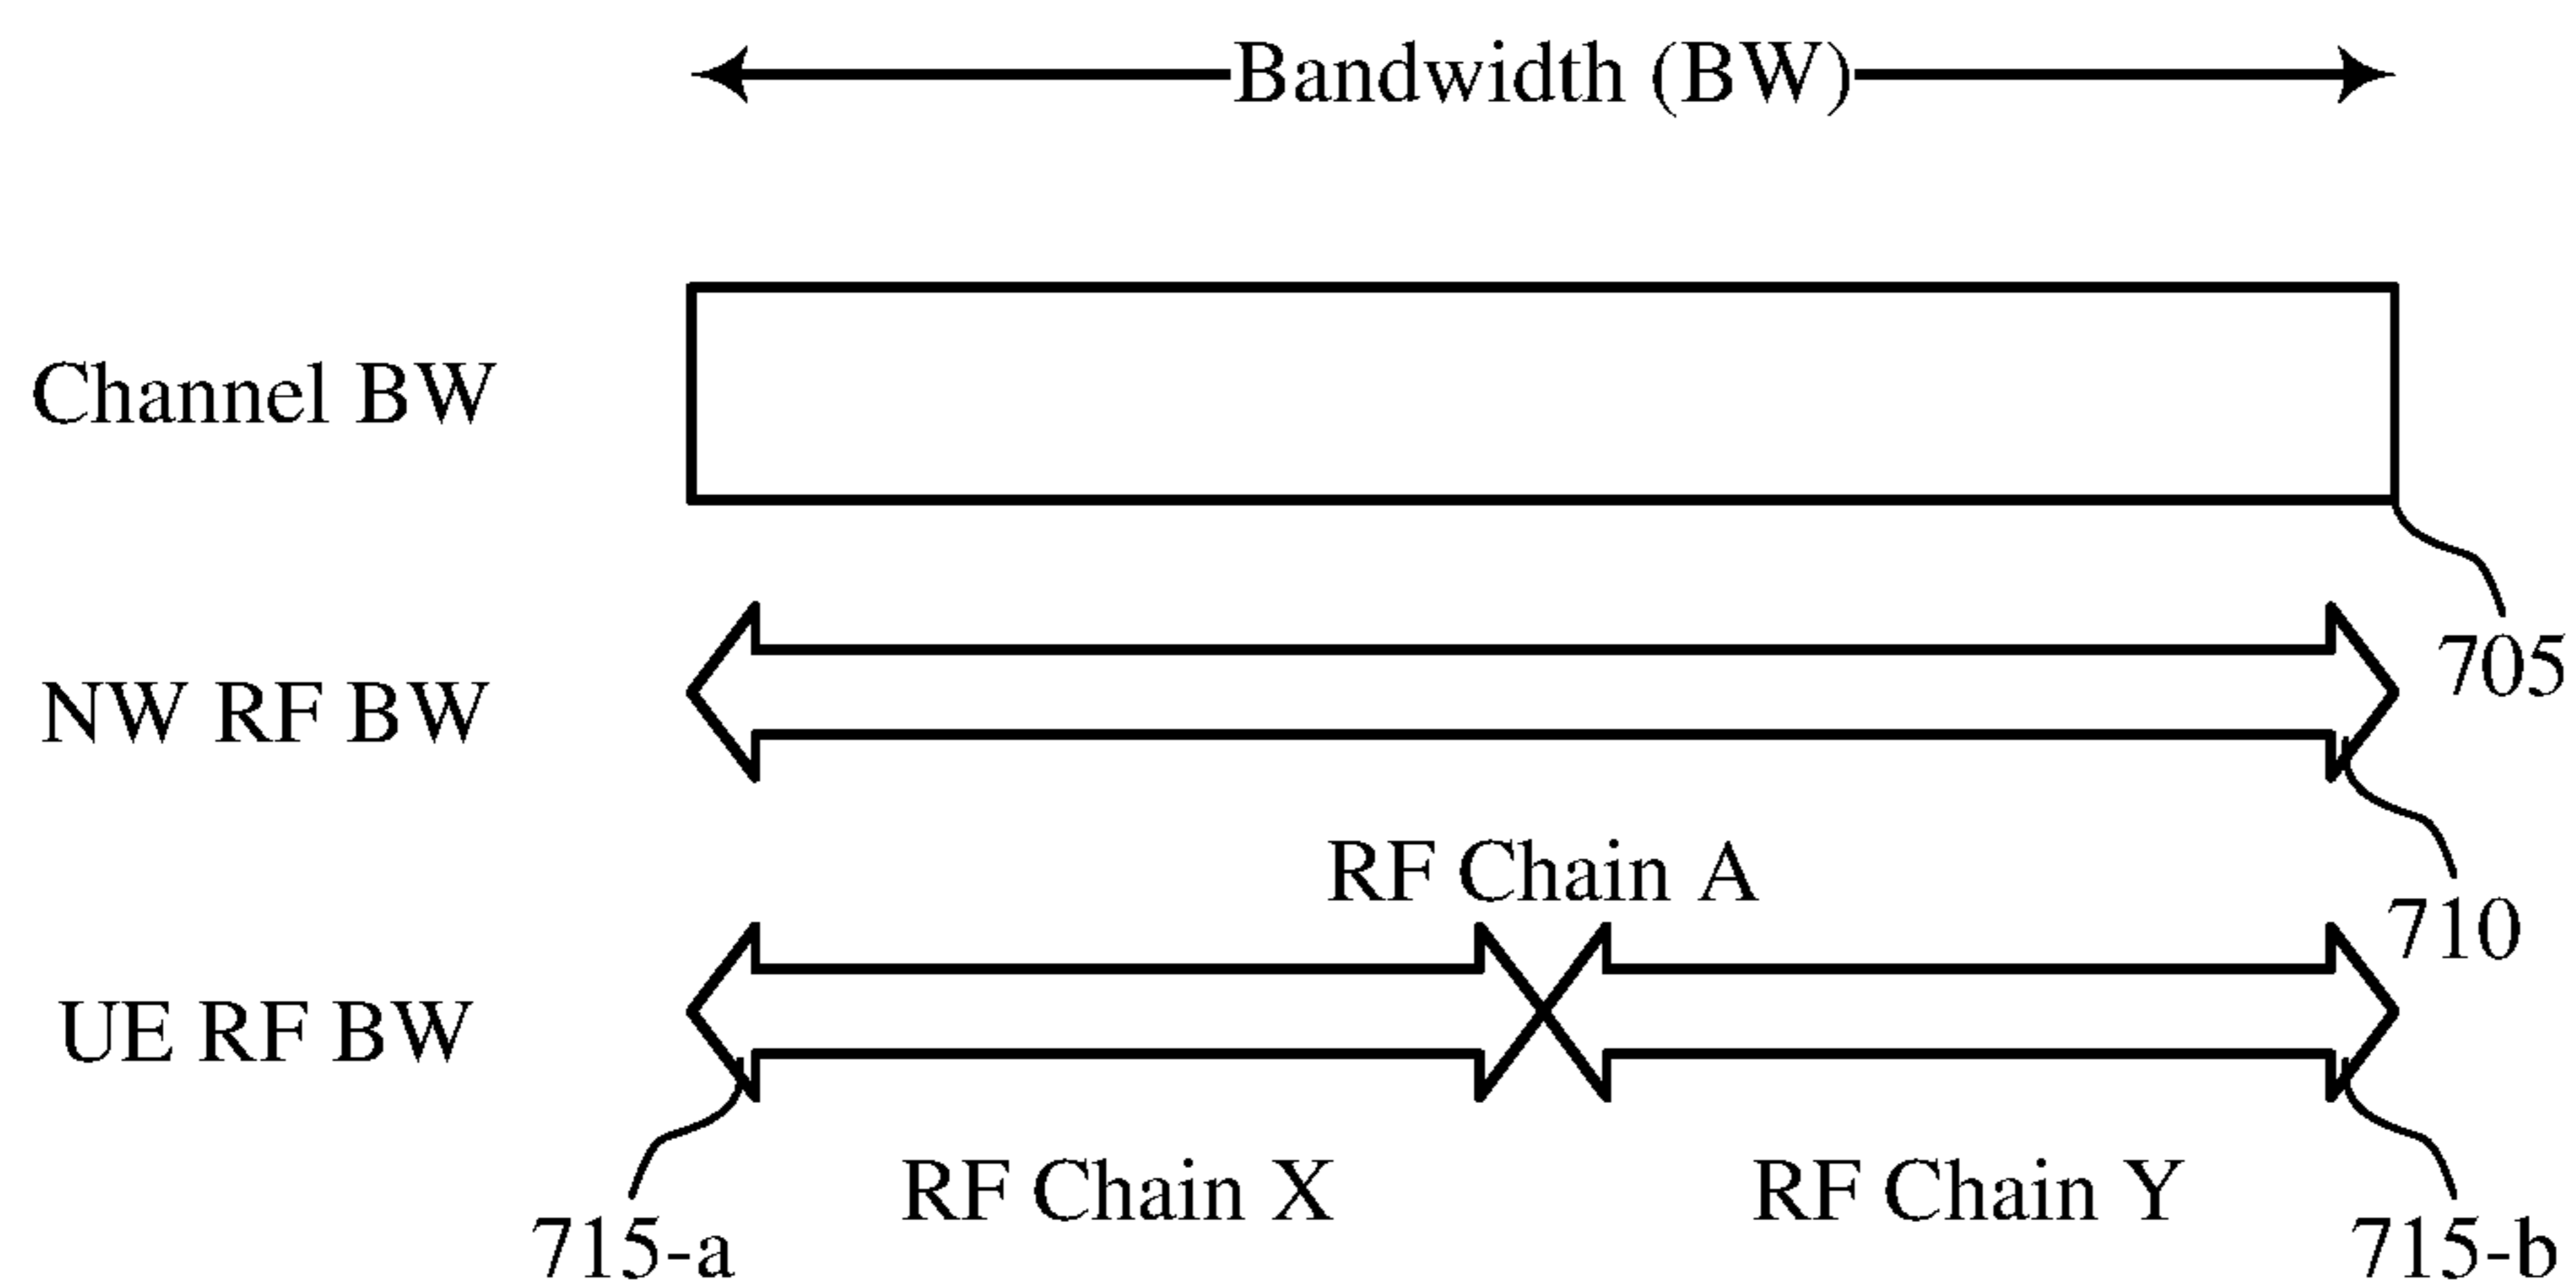 Bandwidth (BW)
Channel BW
705
NW RF BW
710
RF Chain A
UE RF BW
715-a
RF Chain X
RF Chain Y
715-b